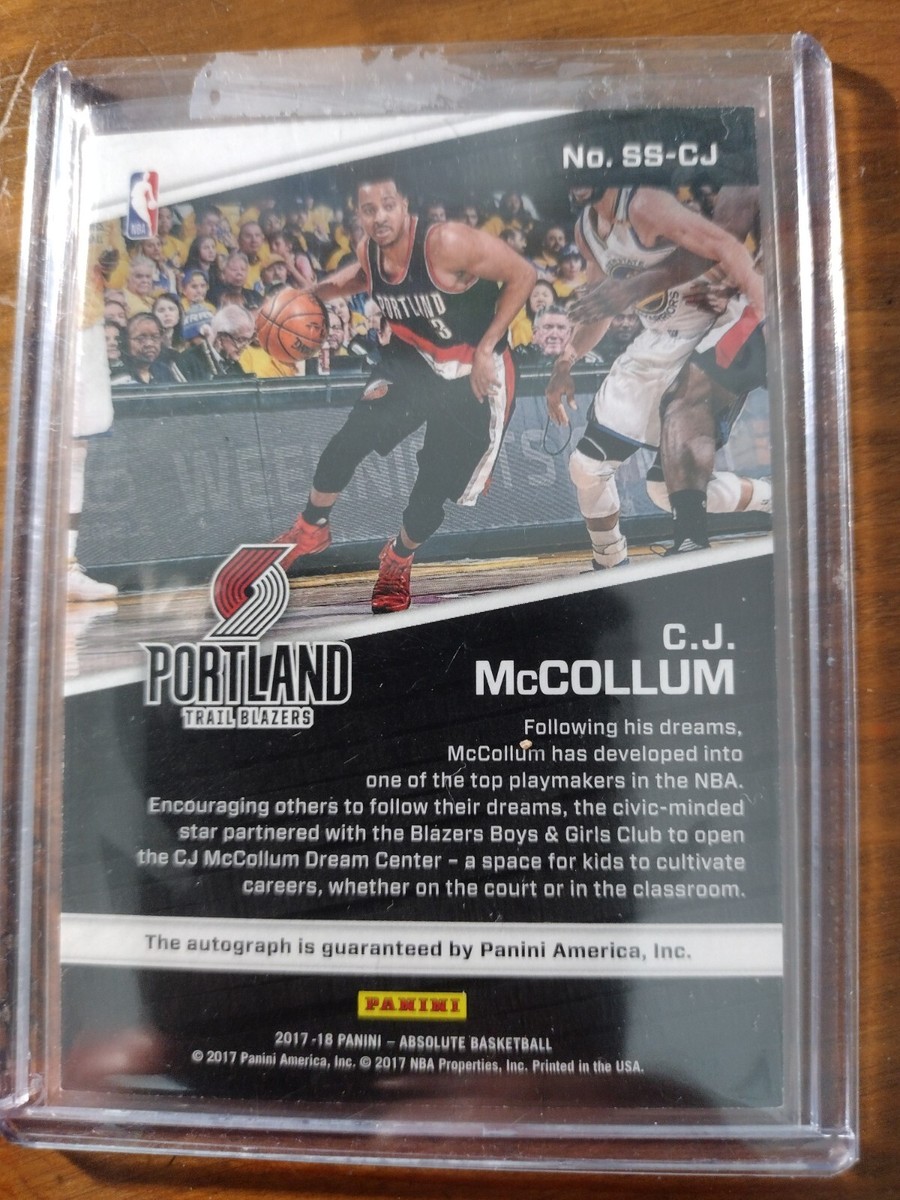 No. SS-CJ
NBA
PORTLAND
3
PORTLAND
TRAIL BLAZERS
C.J.
McCOLLUM
Following his dreams,
McCollum has developed into
one of the top playmakers in the NBA.
Encouraging others to follow their dreams, the civic-minded
star partnered with the Blazers Boys & Girls Club to open
the CJ McCollum Dream Center – a space for kids to cultivate
careers, whether on the court or in the classroom.
The autograph is guaranteed by Panini America, Inc.
PANINI
2017-18 PANINI – ABSOLUTE BASKETBALL
© 2017 Panini America, Inc. © 2017 NBA Properties, Inc. Printed in the USA.